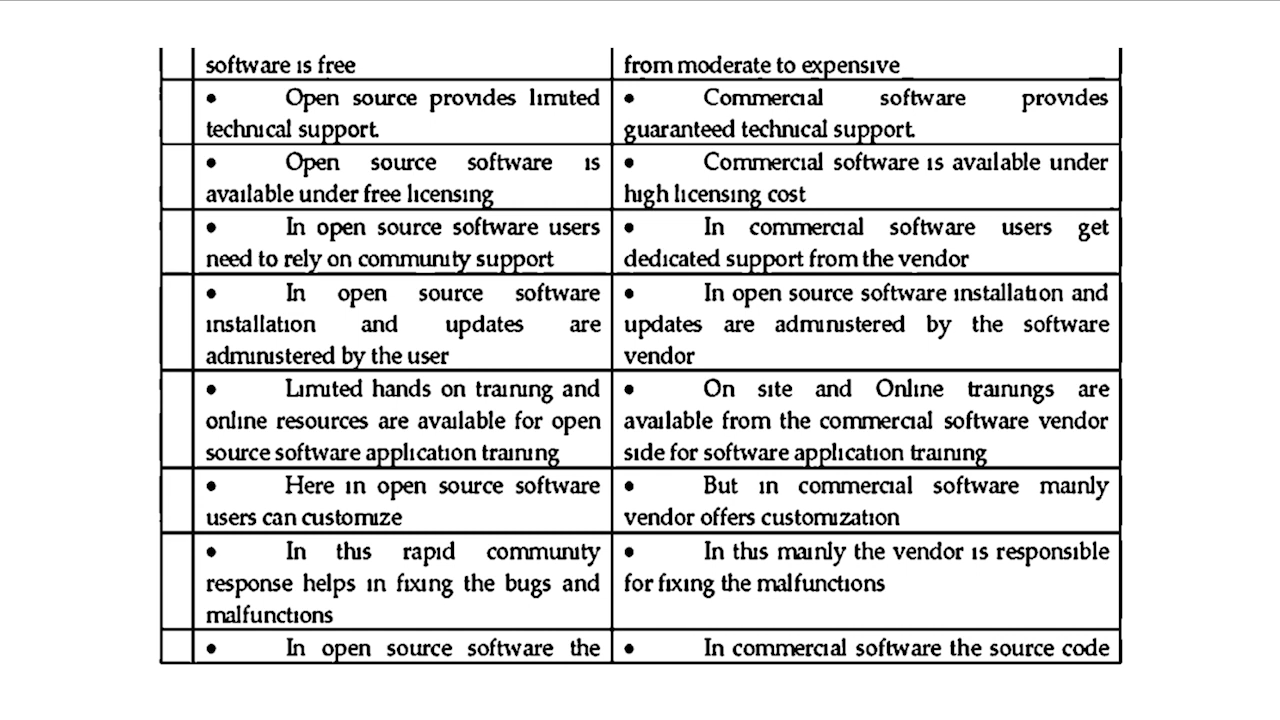 software is free
from moderate to expensive
• Open source provides limited
technical support.
• Commercial software provides
guaranteed technical support.
• Open source software is
available under free licensing
• Commercial software is available under
high licensing cost
• In open source software users
need to rely on community support
• In commercial software users get
dedicated support from the vendor
• In open source software
installation and updates are
administered by the user
• In open source software installation and
updates are administered by the software
vendor
• Limited hands on training and
online resources are available for open
source software application training
• On site and Online trainings are
available from the commercial software vendor
side for software application training
• Here in open source software
users can customize
• But in commercial software mainly
vendor offers customization
• In this rapid community
response helps in fixing the bugs and
malfunctions
• In this mainly the vendor is responsible
for fixing the malfunctions
• In open source software the
• In commercial software the source code